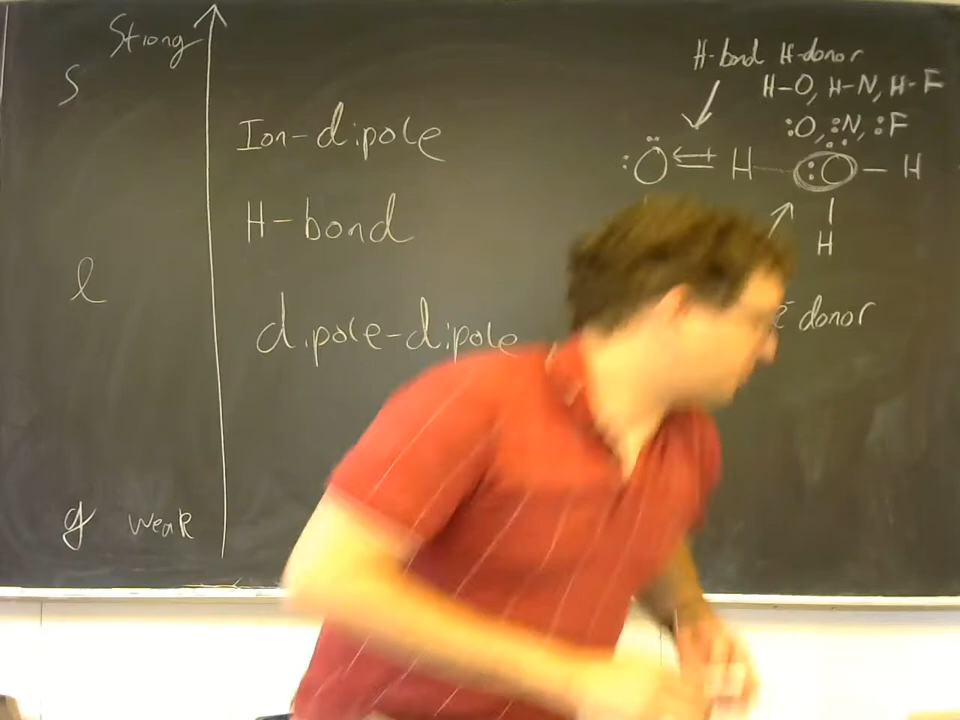 Strong
S
Ion-dipole
H-bond
l
dipole-dipole
g weak
H-bond H-donor
H-O, H-N, H-F
:O, :N, :F
:O H :O - H
H
e- donor